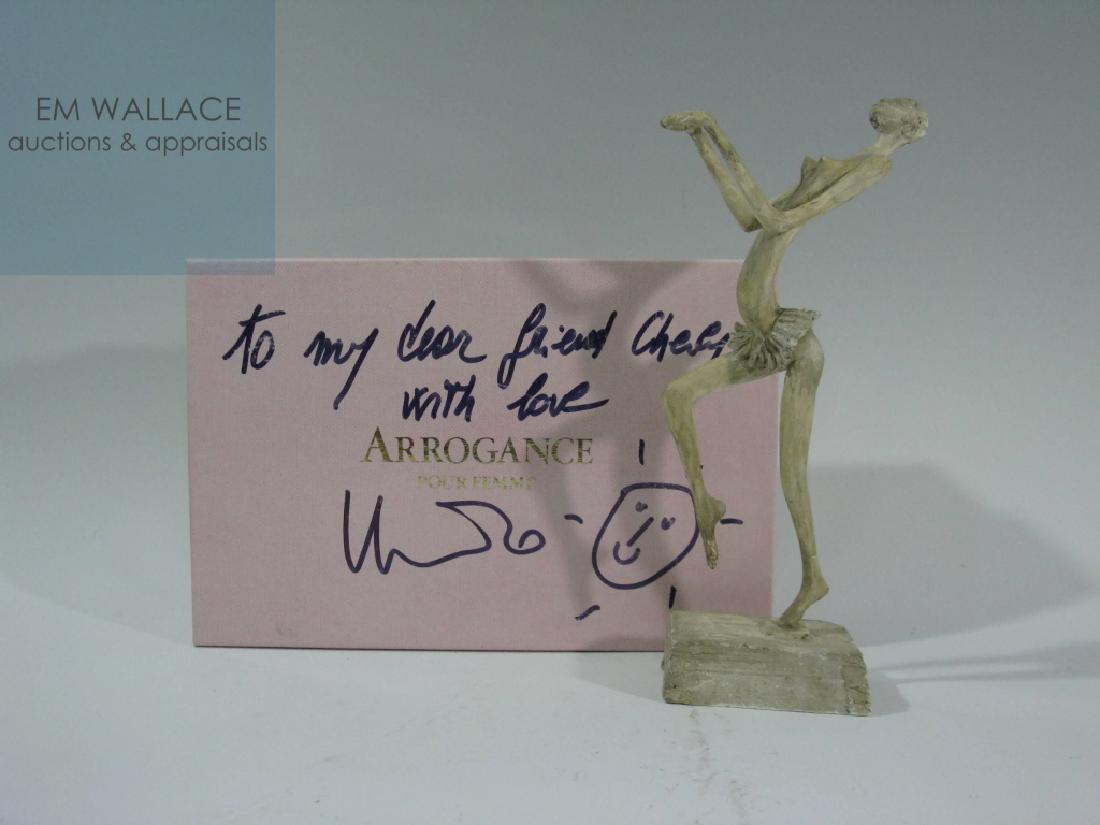 EM WALLACE
auctions & appraisals
to my dear friend
with love
ARROGANCE
POUR FEMME